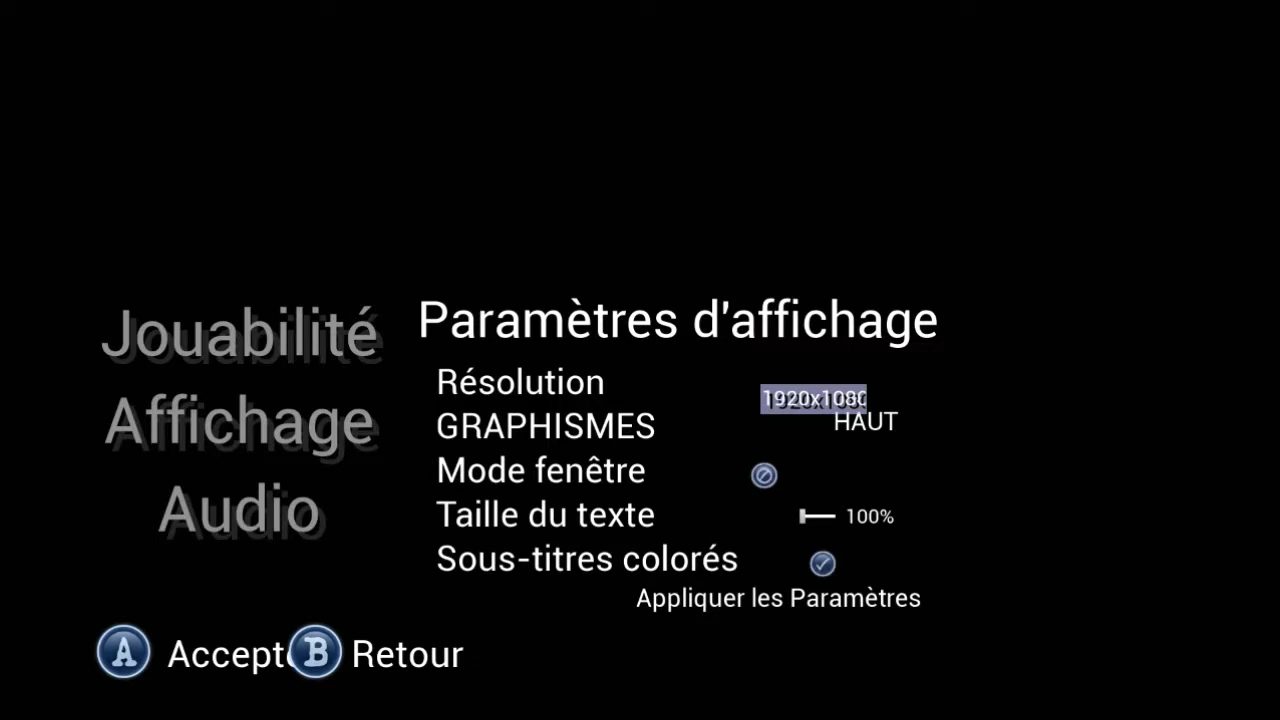 Jouabilité
Affichage
Audio
Paramètres d'affichage
Résolution 1920x1080
GRAPHISMES HAUT
Mode fenêtre
Taille du texte 100%
Sous-titres colorés
Appliquer les Paramètres
A Accepte B Retour